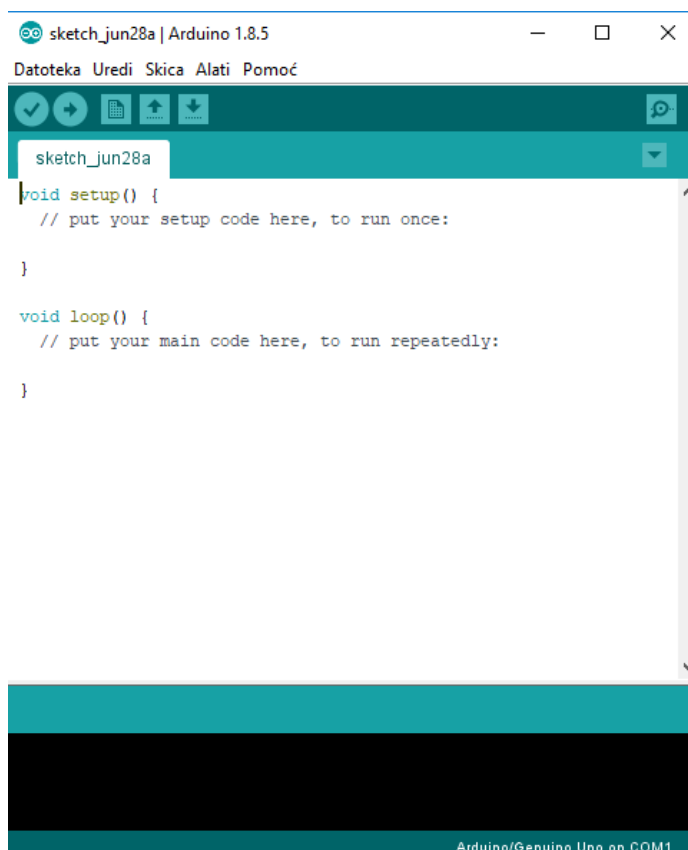 sketch_jun28a | Arduino 1.8.5
Datoteka Uredi Skica Alati Pomoć
sketch_jun28a
void setup() {
  // put your setup code here, to run once:
}
void loop() {
  // put your main code here, to run repeatedly:
}
Arduino/Genuino Uno on COM1